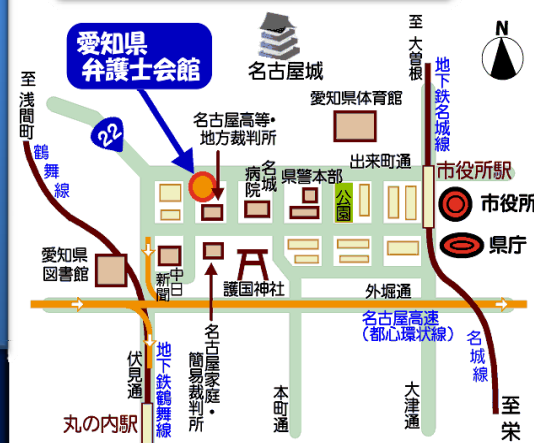 至 大曽根
N
愛知県
弁護士会館
名古屋城
至 浅間町
地下鉄名城線
愛知県体育館
名古屋高等・
地方裁判所
22
鶴舞線
出来町通
市役所駅
名城
病院
県警本部
公園
市役所
県庁
愛知県
図書館
中日
新聞
護国神社
外堀通
名古屋高速
(都心環状線)
名古屋家庭・
簡易裁判所
伏見通
地下鉄鶴舞線
名城線
本町通
大津通
至 栄
丸の内駅